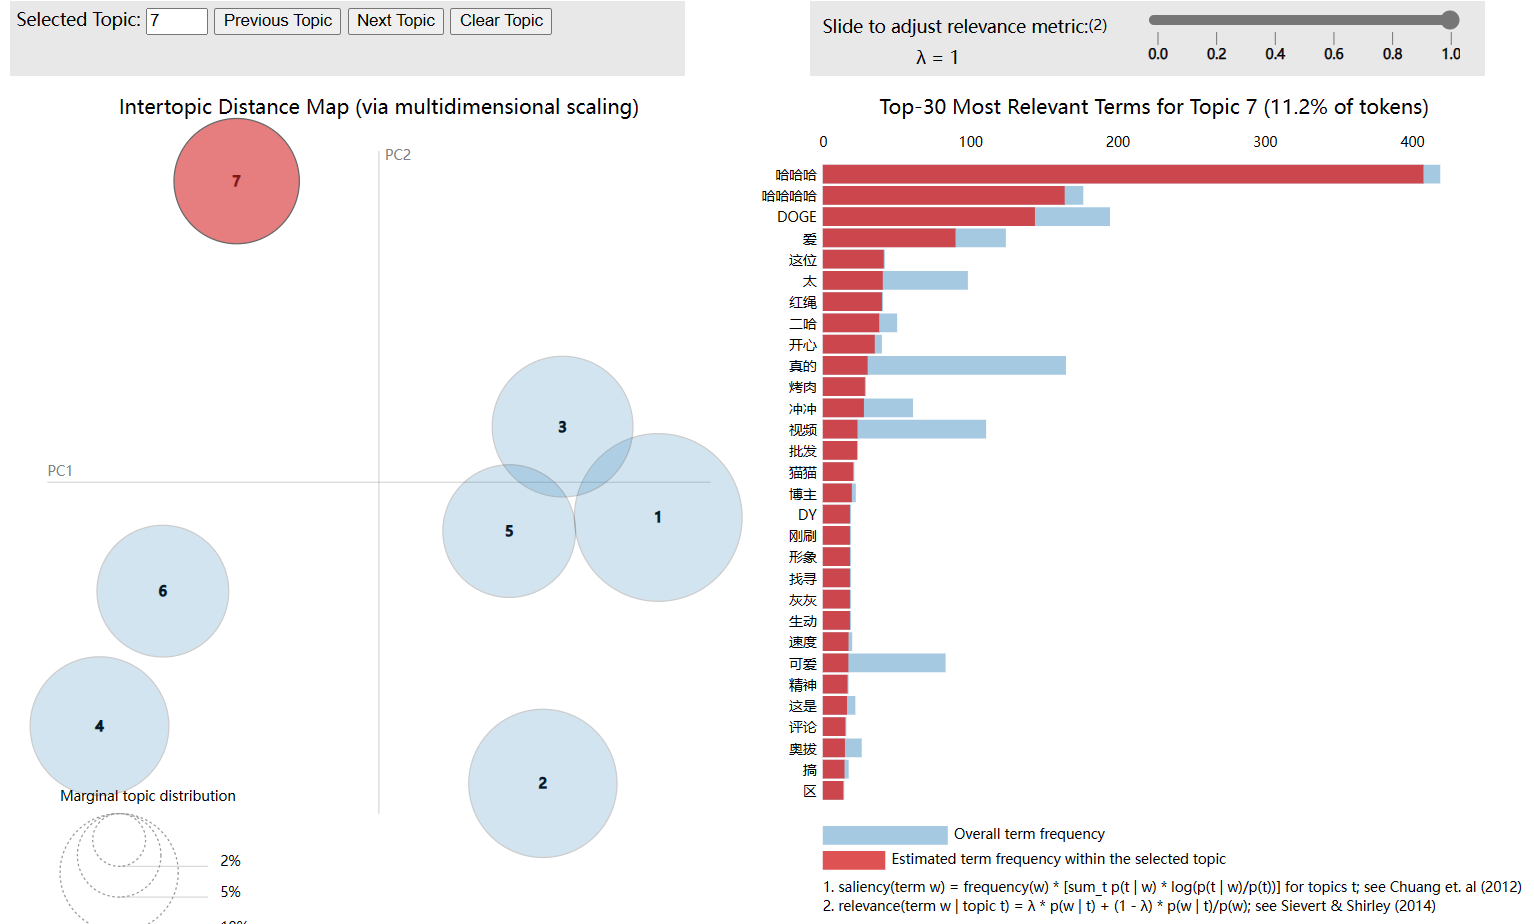 Selected Topic: 7 Previous Topic Next Topic Clear Topic
Slide to adjust relevance metric:(2)
λ = 1
0.0 0.2 0.4 0.6 0.8 1.0
Intertopic Distance Map (via multidimensional scaling)
PC2
PC1
7
3
1
5
6
4
2
Marginal topic distribution
2%
5%
Top-30 Most Relevant Terms for Topic 7 (11.2% of tokens)
0 100 200 300 400
哈哈哈
哈哈哈哈
DOGE
爱
这位
太
红绳
二哈
开心
真的
烤肉
冲冲
视频
批发
猫猫
博主
DY
刚刷
形象
找寻
灰灰
生动
速度
可爱
精神
这是
评论
奥拔
搞
区
Overall term frequency
Estimated term frequency within the selected topic
1. saliency(term w) = frequency(w) * [sum_t p(t | w) * log(p(t | w)/p(t))] for topics t; see Chuang et. al (2012)
2. relevance(term w | topic t) = λ * p(w | t) + (1 - λ) * p(w | t)/p(w); see Sievert & Shirley (2014)